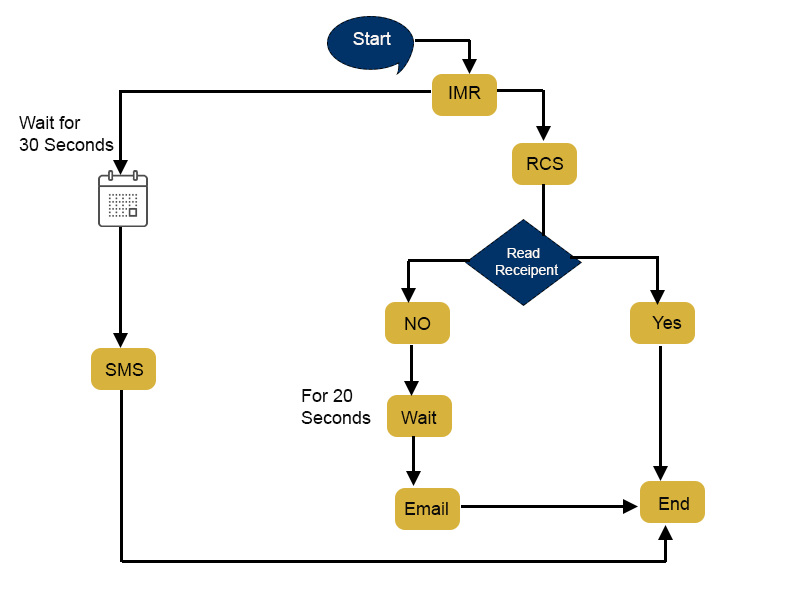 Start
IMR
Wait for
30 Seconds
RCS
Read
Receipent
NO
Yes
SMS
For 20
Seconds
Wait
Email
End